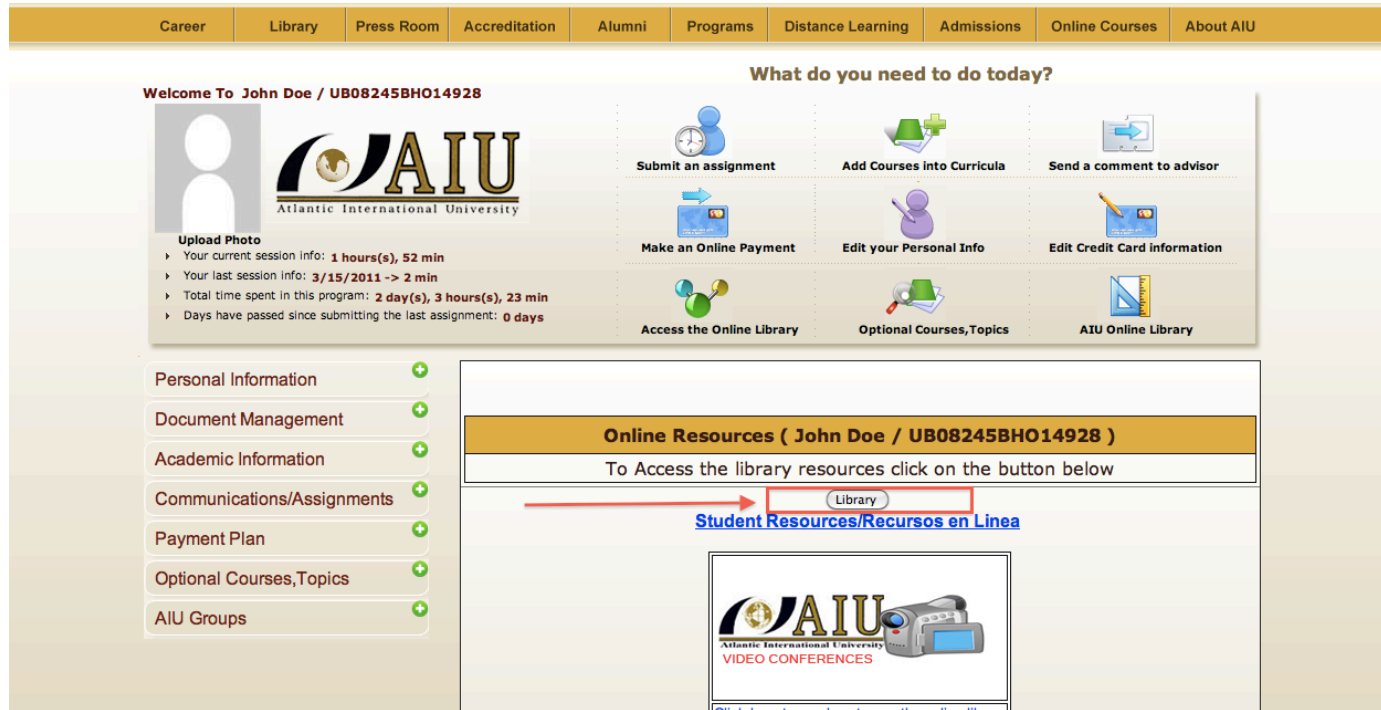 Career Library Press Room Accreditation Alumni Programs Distance Learning Admissions Online Courses About AIU
What do you need to do today?
Welcome To John Doe / UB08245BHO14928
AIU
Atlantic International University
Upload Photo
Your current session info: 1 hours(s), 52 min
Your last session info: 3/15/2011 -> 2 min
Total time spent in this program: 2 day(s), 3 hours(s), 23 min
Days have passed since submitting the last assignment: 0 days
Submit an assignment Add Courses into Curricula Send a comment to advisor
Make an Online Payment Edit your Personal Info Edit Credit Card information
Access the Online Library Optional Courses,Topics AIU Online Library
Personal Information
Document Management
Academic Information
Communications/Assignments
Payment Plan
Optional Courses,Topics
AIU Groups
Online Resources ( John Doe / UB08245BHO14928 )
To Access the library resources click on the button below
Library
Student Resources/Recursos en Linea
AIU
Atlantic International University
VIDEO CONFERENCES